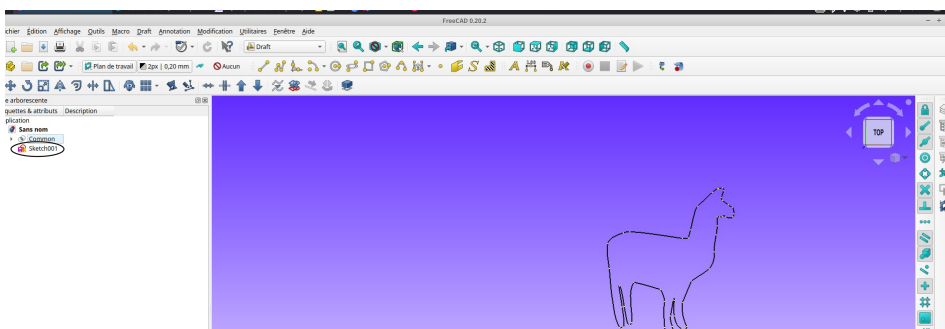 FreeCAD 0.20.2
chier Édition Affichage Outils Macro Draft Annotation Modification Utilitaires Fenêtre Aide
Draft
Plan de travail 2px | 0,20 mm Aucun
e arborescente
quettes & attributs Description
plication
Sans nom
Common
Sketch001
TOP